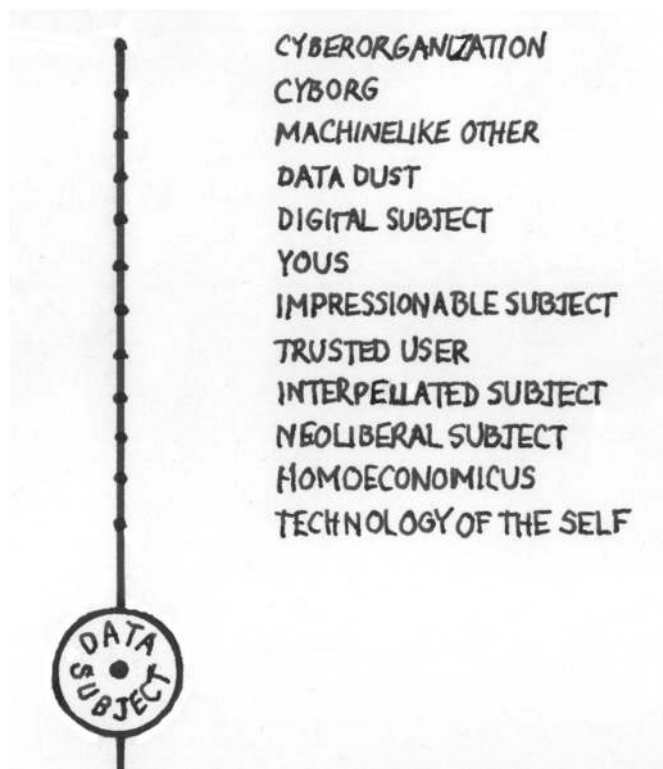 CYBERORGANIZATION
CYBORG
MACHINELIKE OTHER
DATA DUST
DIGITAL SUBJECT
YOUS
IMPRESSIONABLE SUBJECT
TRUSTED USER
INTERPELLATED SUBJECT
NEOLIBERAL SUBJECT
HOMOECONOMICUS
TECHNOLOGY OF THE SELF
DATA
SUBJECT